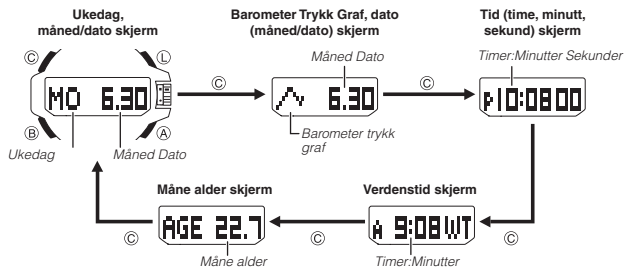 Ukedag,
måned/dato skjerm
Barometer Trykk Graf, dato
(måned/dato) skjerm
Tid (time, minutt,
sekund) skjerm
C L
MO 6.30
B A
Ukedag Måned Dato
C
Måned Dato
6.30
Barometer trykk
graf
C
Timer:Minutter Sekunder
P 10:08 00
Måne alder skjerm
Verdenstid skjerm
C
AGE 22.7
C
A 9:08 WT
C
Måne alder
Timer:Minutter